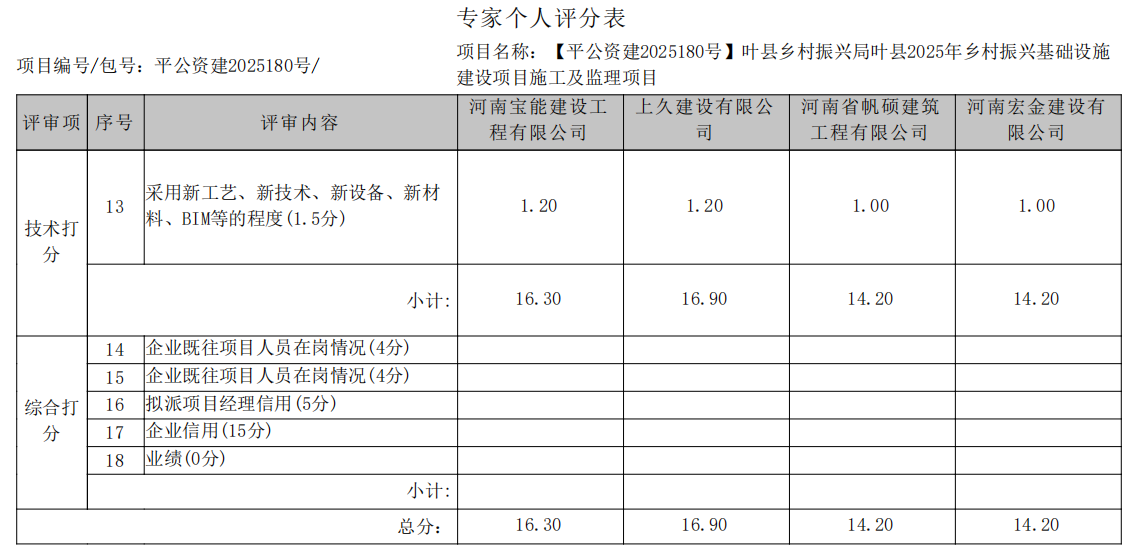 专家个人评分表
项目编号/包号：平公资建2025180号/
项目名称：【平公资建2025180号】叶县乡村振兴局叶县2025年乡村振兴基础设施
建设项目施工及监理项目
评审项 序号 评审内容 河南宝能建设工 上久建设有限公 河南省帆硕建筑 河南宏金建设有
程有限公司 司 工程有限公司 限公司
技术打
分
13 采用新工艺、新技术、新设备、新材 1.20 1.20 1.00 1.00
料、BIM等的程度(1.5分)
小计: 16.30 16.90 14.20 14.20
综合打
分
14 企业既往项目人员在岗情况(4分)
15 企业既往项目人员在岗情况(4分)
16 拟派项目经理信用(5分)
17 企业信用(15分)
18 业绩(0分)
小计:
总分： 16.30 16.90 14.20 14.20